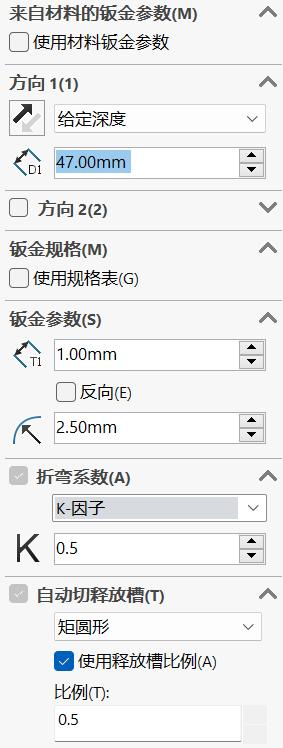 来自材料的钣金参数(M)
使用材料钣金参数
方向 1(1)
给定深度
D1
47.00mm
方向 2(2)
钣金规格(M)
使用规格表(G)
钣金参数(S)
T1
1.00mm
反向(E)
2.50mm
折弯系数(A)
K-因子
K
0.5
自动切释放槽(T)
矩圆形
使用释放槽比例(A)
比例(T):
0.5